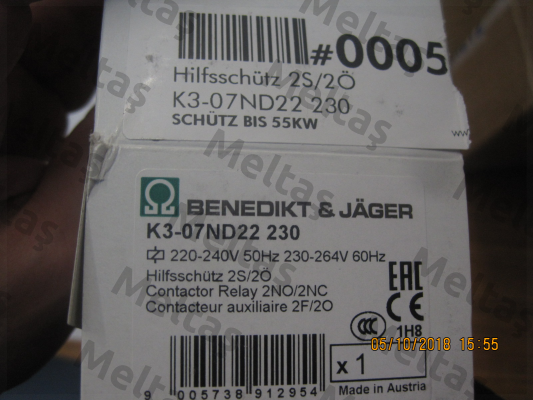 #0005
Hilfsschütz 2S/2Ö
K3-07ND22 230
SCHÜTZ BIS 55KW
BENEDIKT & JÄGER
K3-07ND22 230
220-240V 50Hz 230-264V 60Hz
Hilfsschütz 2S/2Ö
Contactor Relay 2NO/2NC
Contacteur auxiliaire 2F/2O
EAC
CE
CCC
1H8
05/10/2018 15:55
x 1
Made in Austria
9 005738 912954
Meltaş